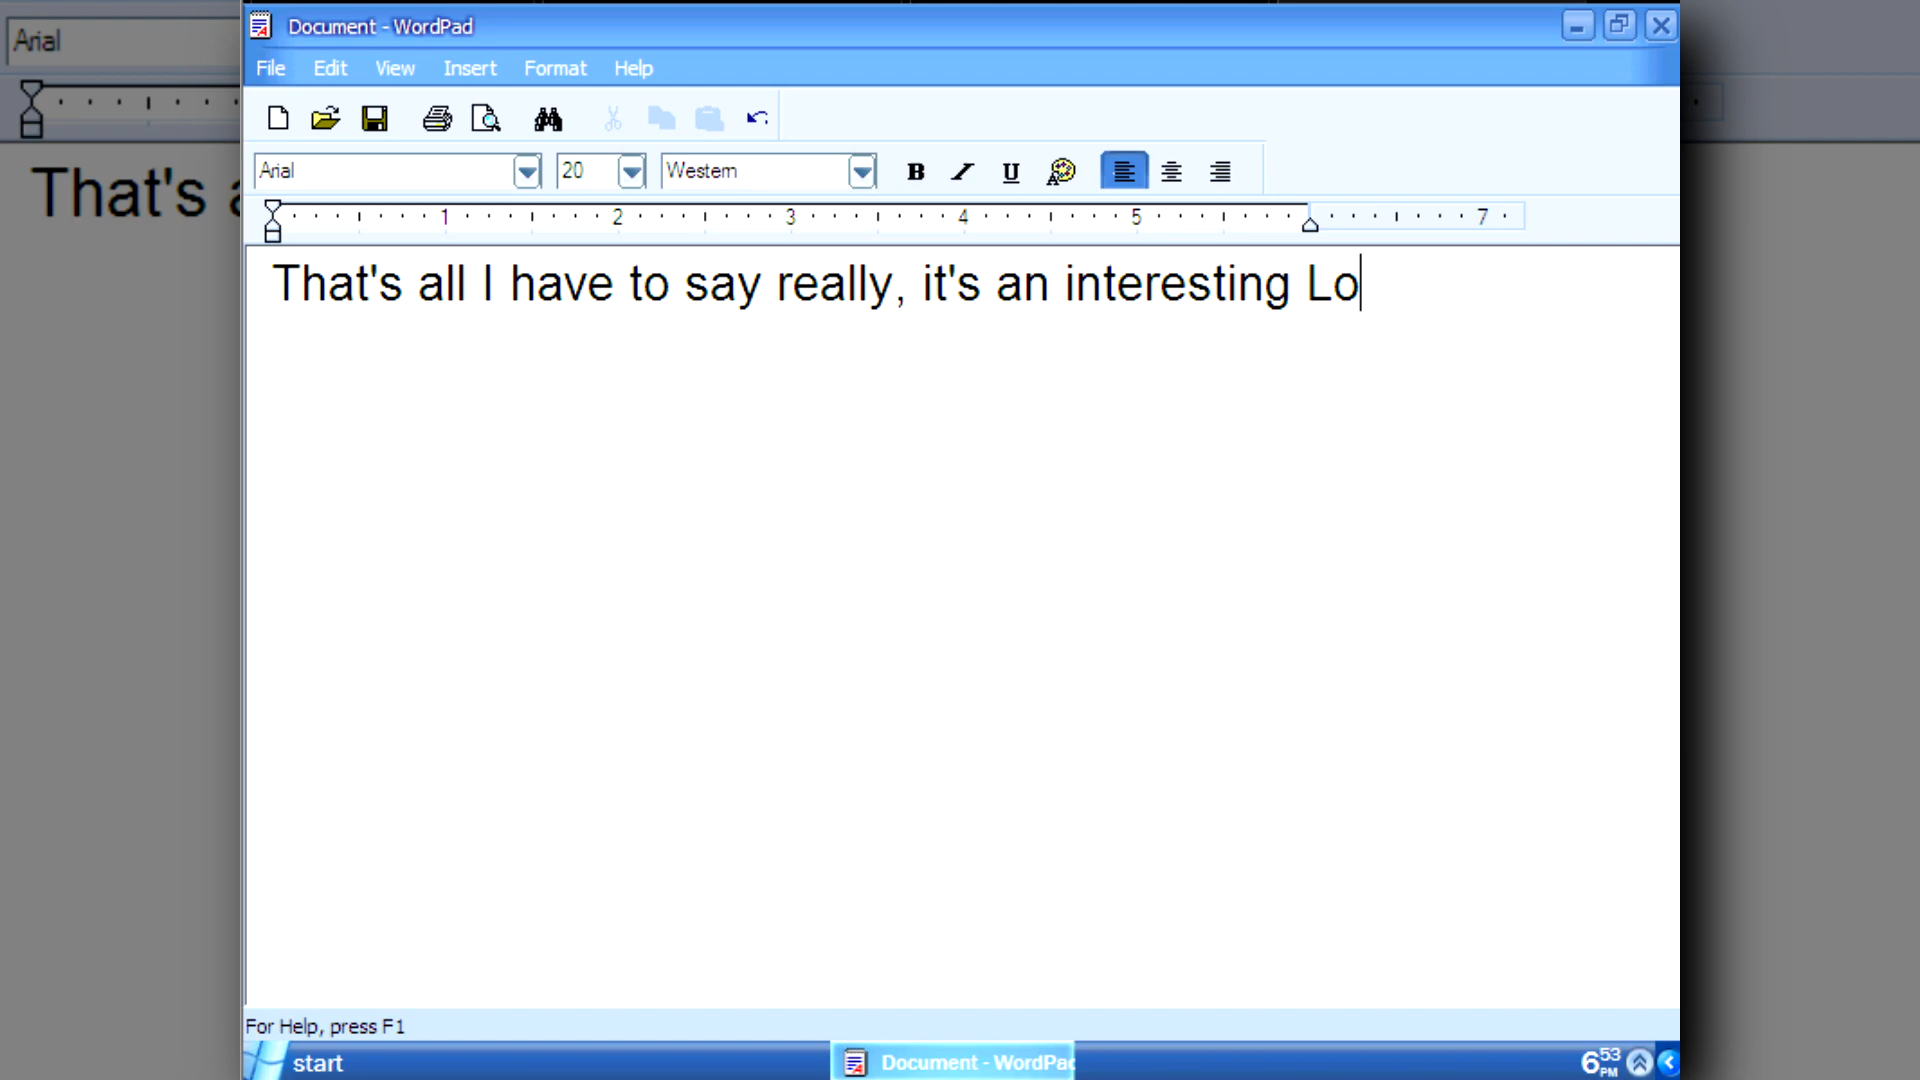 Arial
That's a
Document - WordPad
File Edit View Insert Format Help
Arial 20 Western B I U
1 2 3 4 5 7
That's all I have to say really, it's an interesting Lo
For Help, press F1
start Document - WordPad 6 53 PM